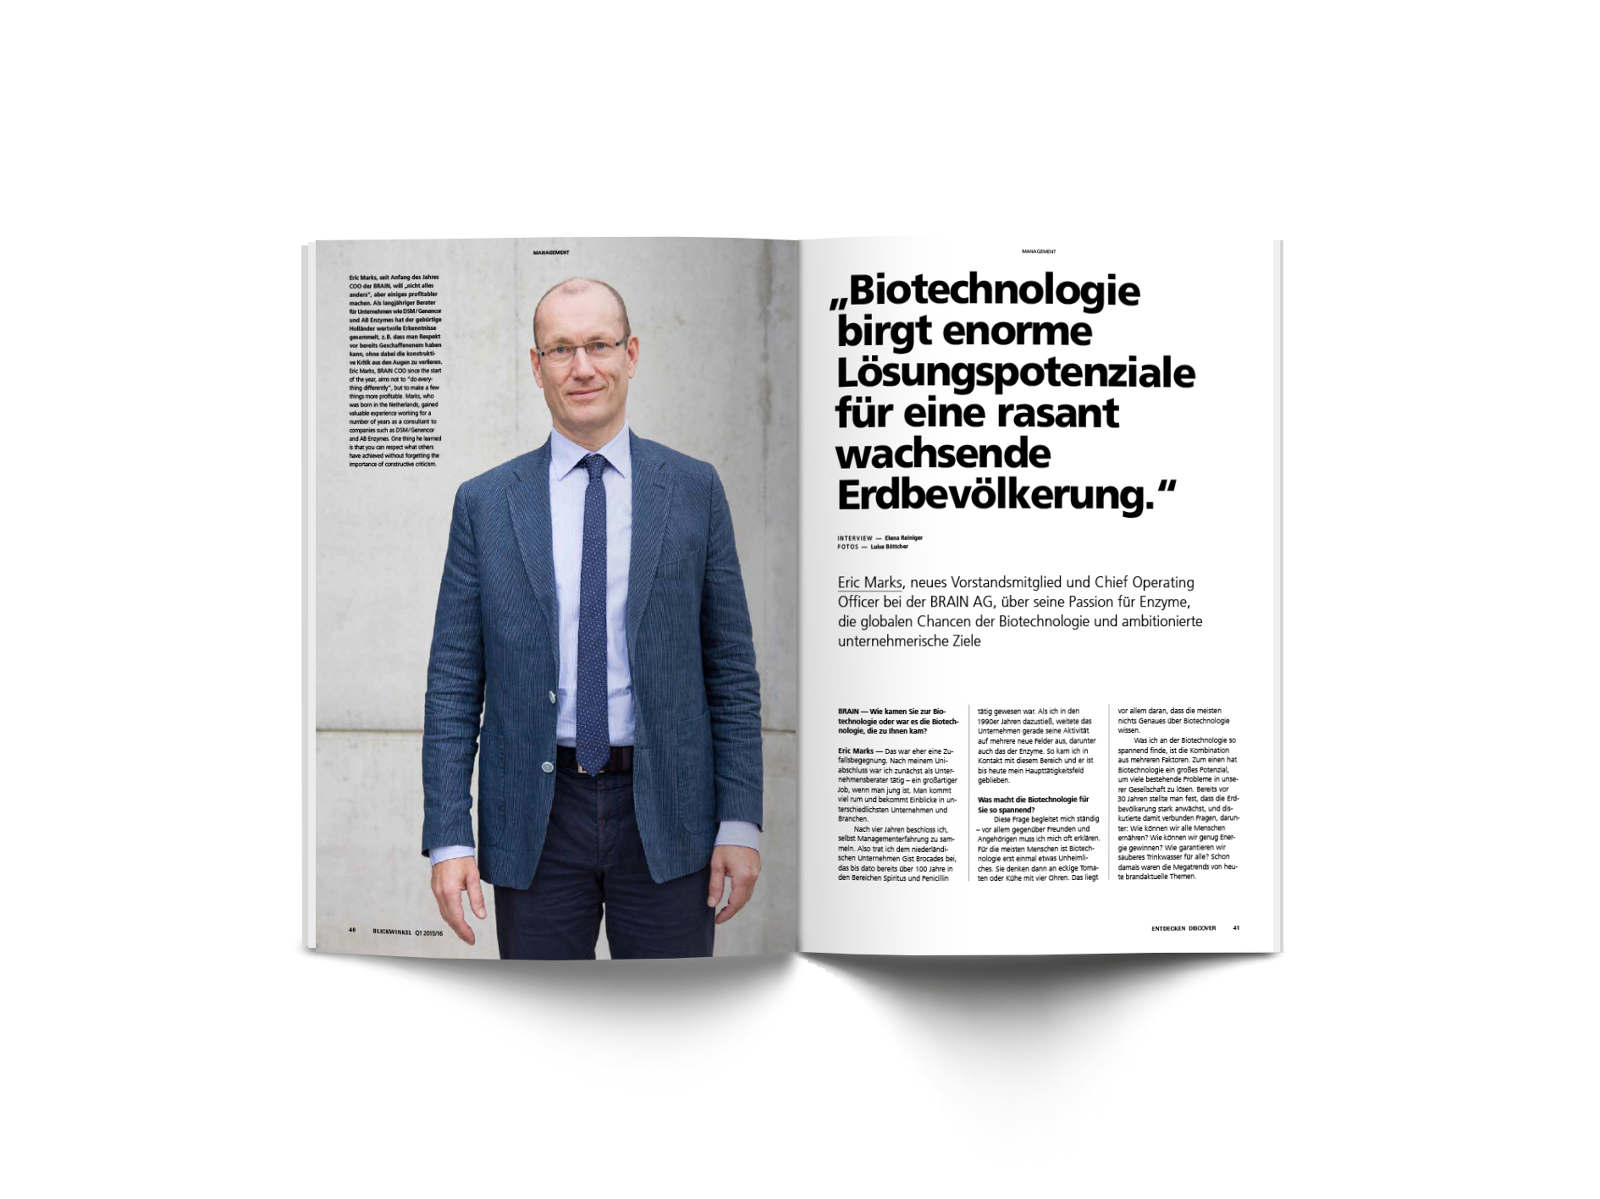 MANAGEMENT
Eric Marks, seit Anfang des Jahres
COO der BRAIN, will „nicht alles
anders“, aber einiges profitabler
machen. Als langjähriger Berater
für Unternehmen wie DSM/Genencor
und AB Enzymes hat der gebürtige
Holländer wertvolle Erkenntnisse
gesammelt, z. B. dass man Respekt
vor bereits Geschaffenenem haben
kann, ohne dabei die konstrukti-
ve Kritik aus den Augen zu verlieren.
Eric Marks, BRAIN COO since the start
of the year, aims not to “do every-
thing differently”, but to make a few
things more profitable. Marks, who
was born in the Netherlands, gained
valuable experience working for a
number of years as a consultant to
companies such as DSM/Genencor
and AB Enzymes. One thing he learned
is that you can respect what others
have achieved without forgetting the
importance of constructive criticism.
40 BLICKWINKEL Q1 2015/16
MANAGEMENT
„Biotechnologie
birgt enorme
Lösungspotenziale
für eine rasant
wachsende
Erdbevölkerung.“
INTERVIEW — Elena Reiniger
FOTOS — Luise Böttcher
Eric Marks, neues Vorstandsmitglied und Chief Operating
Officer bei der BRAIN AG, über seine Passion für Enzyme,
die globalen Chancen der Biotechnologie und ambitionierte
unternehmerische Ziele
BRAIN — Wie kamen Sie zur Bio-
technologie oder war es die Biotech-
nologie, die zu Ihnen kam?
Eric Marks — Das war eher eine Zu-
fallsbegegnung. Nach meinem Uni-
abschluss war ich zunächst als Unter-
nehmensberater tätig – ein großartiger
Job, wenn man jung ist. Man kommt
viel rum und bekommt Einblicke in un-
terschiedlichsten Unternehmen und
Branchen.
Nach vier Jahren beschloss ich,
selbst Managementerfahrung zu sam-
meln. Also trat ich dem niederländi-
schen Unternehmen Gist Brocades bei,
das bis dato bereits über 100 Jahre in
den Bereichen Spiritus und Penicillin
tätig gewesen war. Als ich in den
1990er Jahren dazustieß, weitete das
Unternehmen gerade seine Aktivität
auf mehrere neue Felder aus, darunter
auch das der Enzyme. So kam ich in
Kontakt mit diesem Bereich und er ist
bis heute mein Haupttätigkeitsfeld
geblieben.
Was macht die Biotechnologie für
Sie so spannend?
Diese Frage begleitet mich ständig
– vor allem gegenüber Freunden und
Angehörigen muss ich mich oft erklären.
Für die meisten Menschen ist Biotech-
nologie erst einmal etwas Unheimli-
ches. Sie denken dann an eckige Toma-
ten oder Kühe mit vier Ohren. Das liegt
vor allem daran, dass die meisten
nichts Genaues über Biotechnologie
wissen.
Was ich an der Biotechnologie so
spannend finde, ist die Kombination
aus mehreren Faktoren. Zum einen hat
Biotechnologie ein großes Potenzial,
um viele bestehende Probleme in unse-
rer Gesellschaft zu lösen. Bereits vor
30 Jahren stellte man fest, dass die Erd-
bevölkerung stark anwächst, und dis-
kutierte damit verbunden Fragen, darun-
ter: Wie können wir alle Menschen
ernähren? Wie können wir genug Ener-
gie gewinnen? Wie garantieren wir
sauberes Trinkwasser für alle? Schon
damals waren die Megatrends von heu-
te brandaktuelle Themen.
ENTDECKEN DISCOVER 41